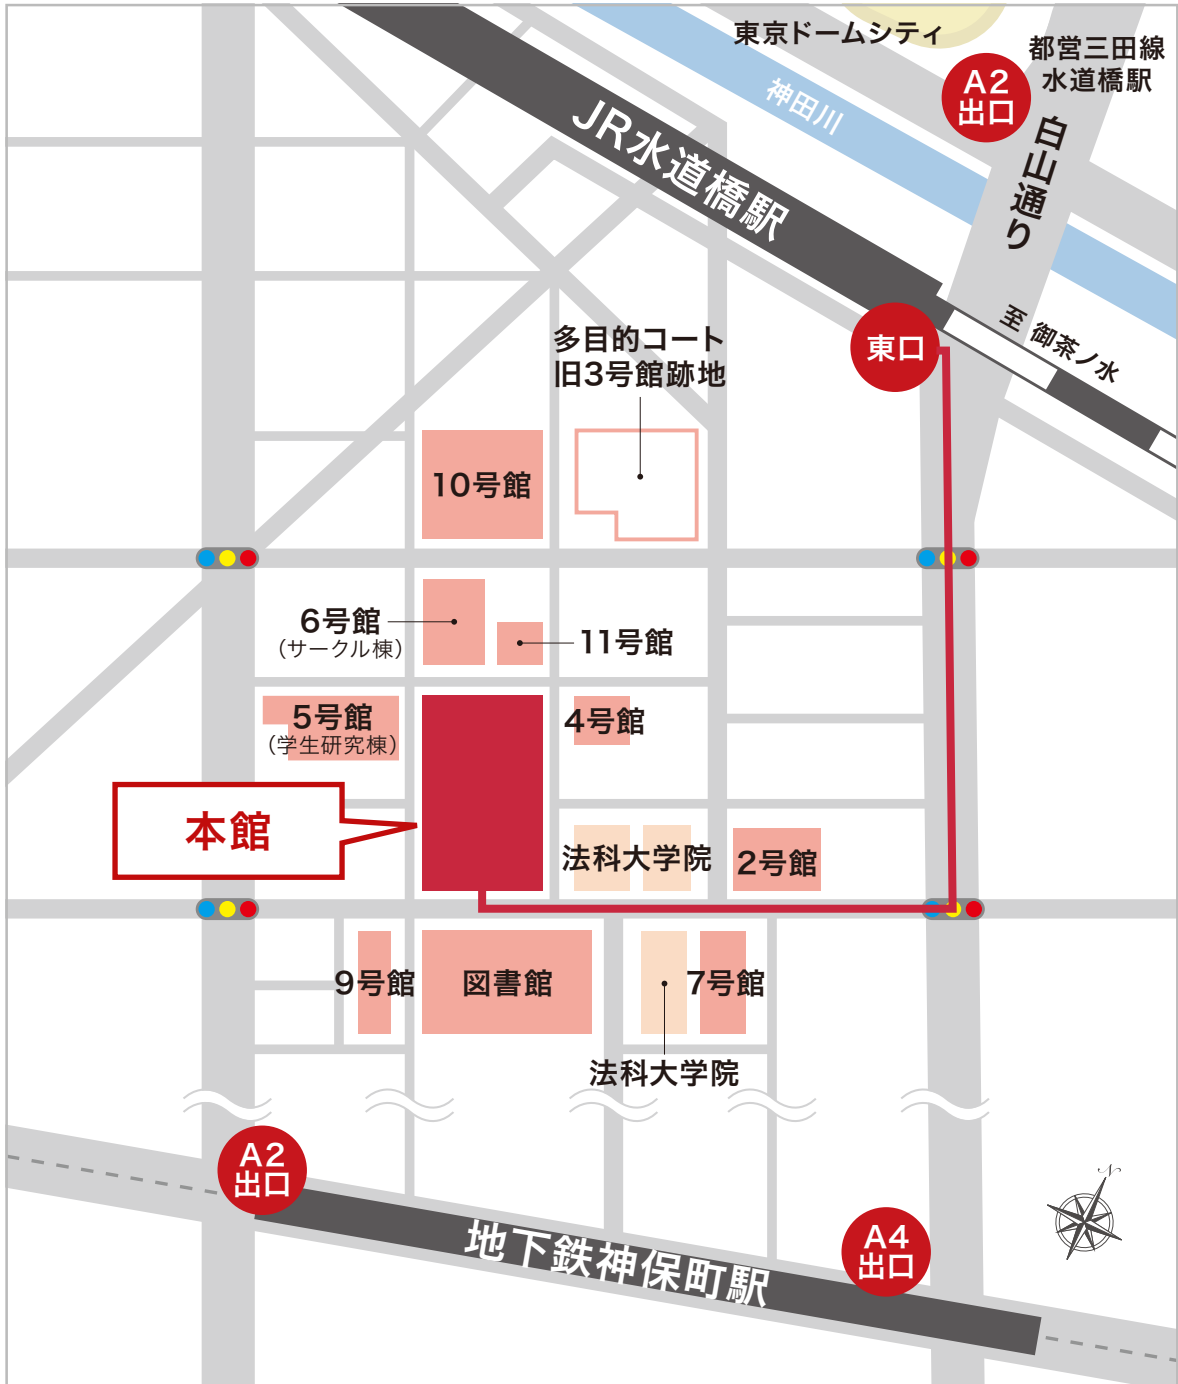 東京ドームシティ
都営三田線
水道橋駅
A2
出口
神田川
白山通り
JR水道橋駅
至 御茶ノ水
東口
多目的コート
旧3号館跡地
10号館
6号館
(サークル棟)
11号館
5号館
(学生研究棟)
4号館
本館
法科大学院
2号館
9号館
図書館
7号館
法科大学院
A2
出口
地下鉄神保町駅
A4
出口
N